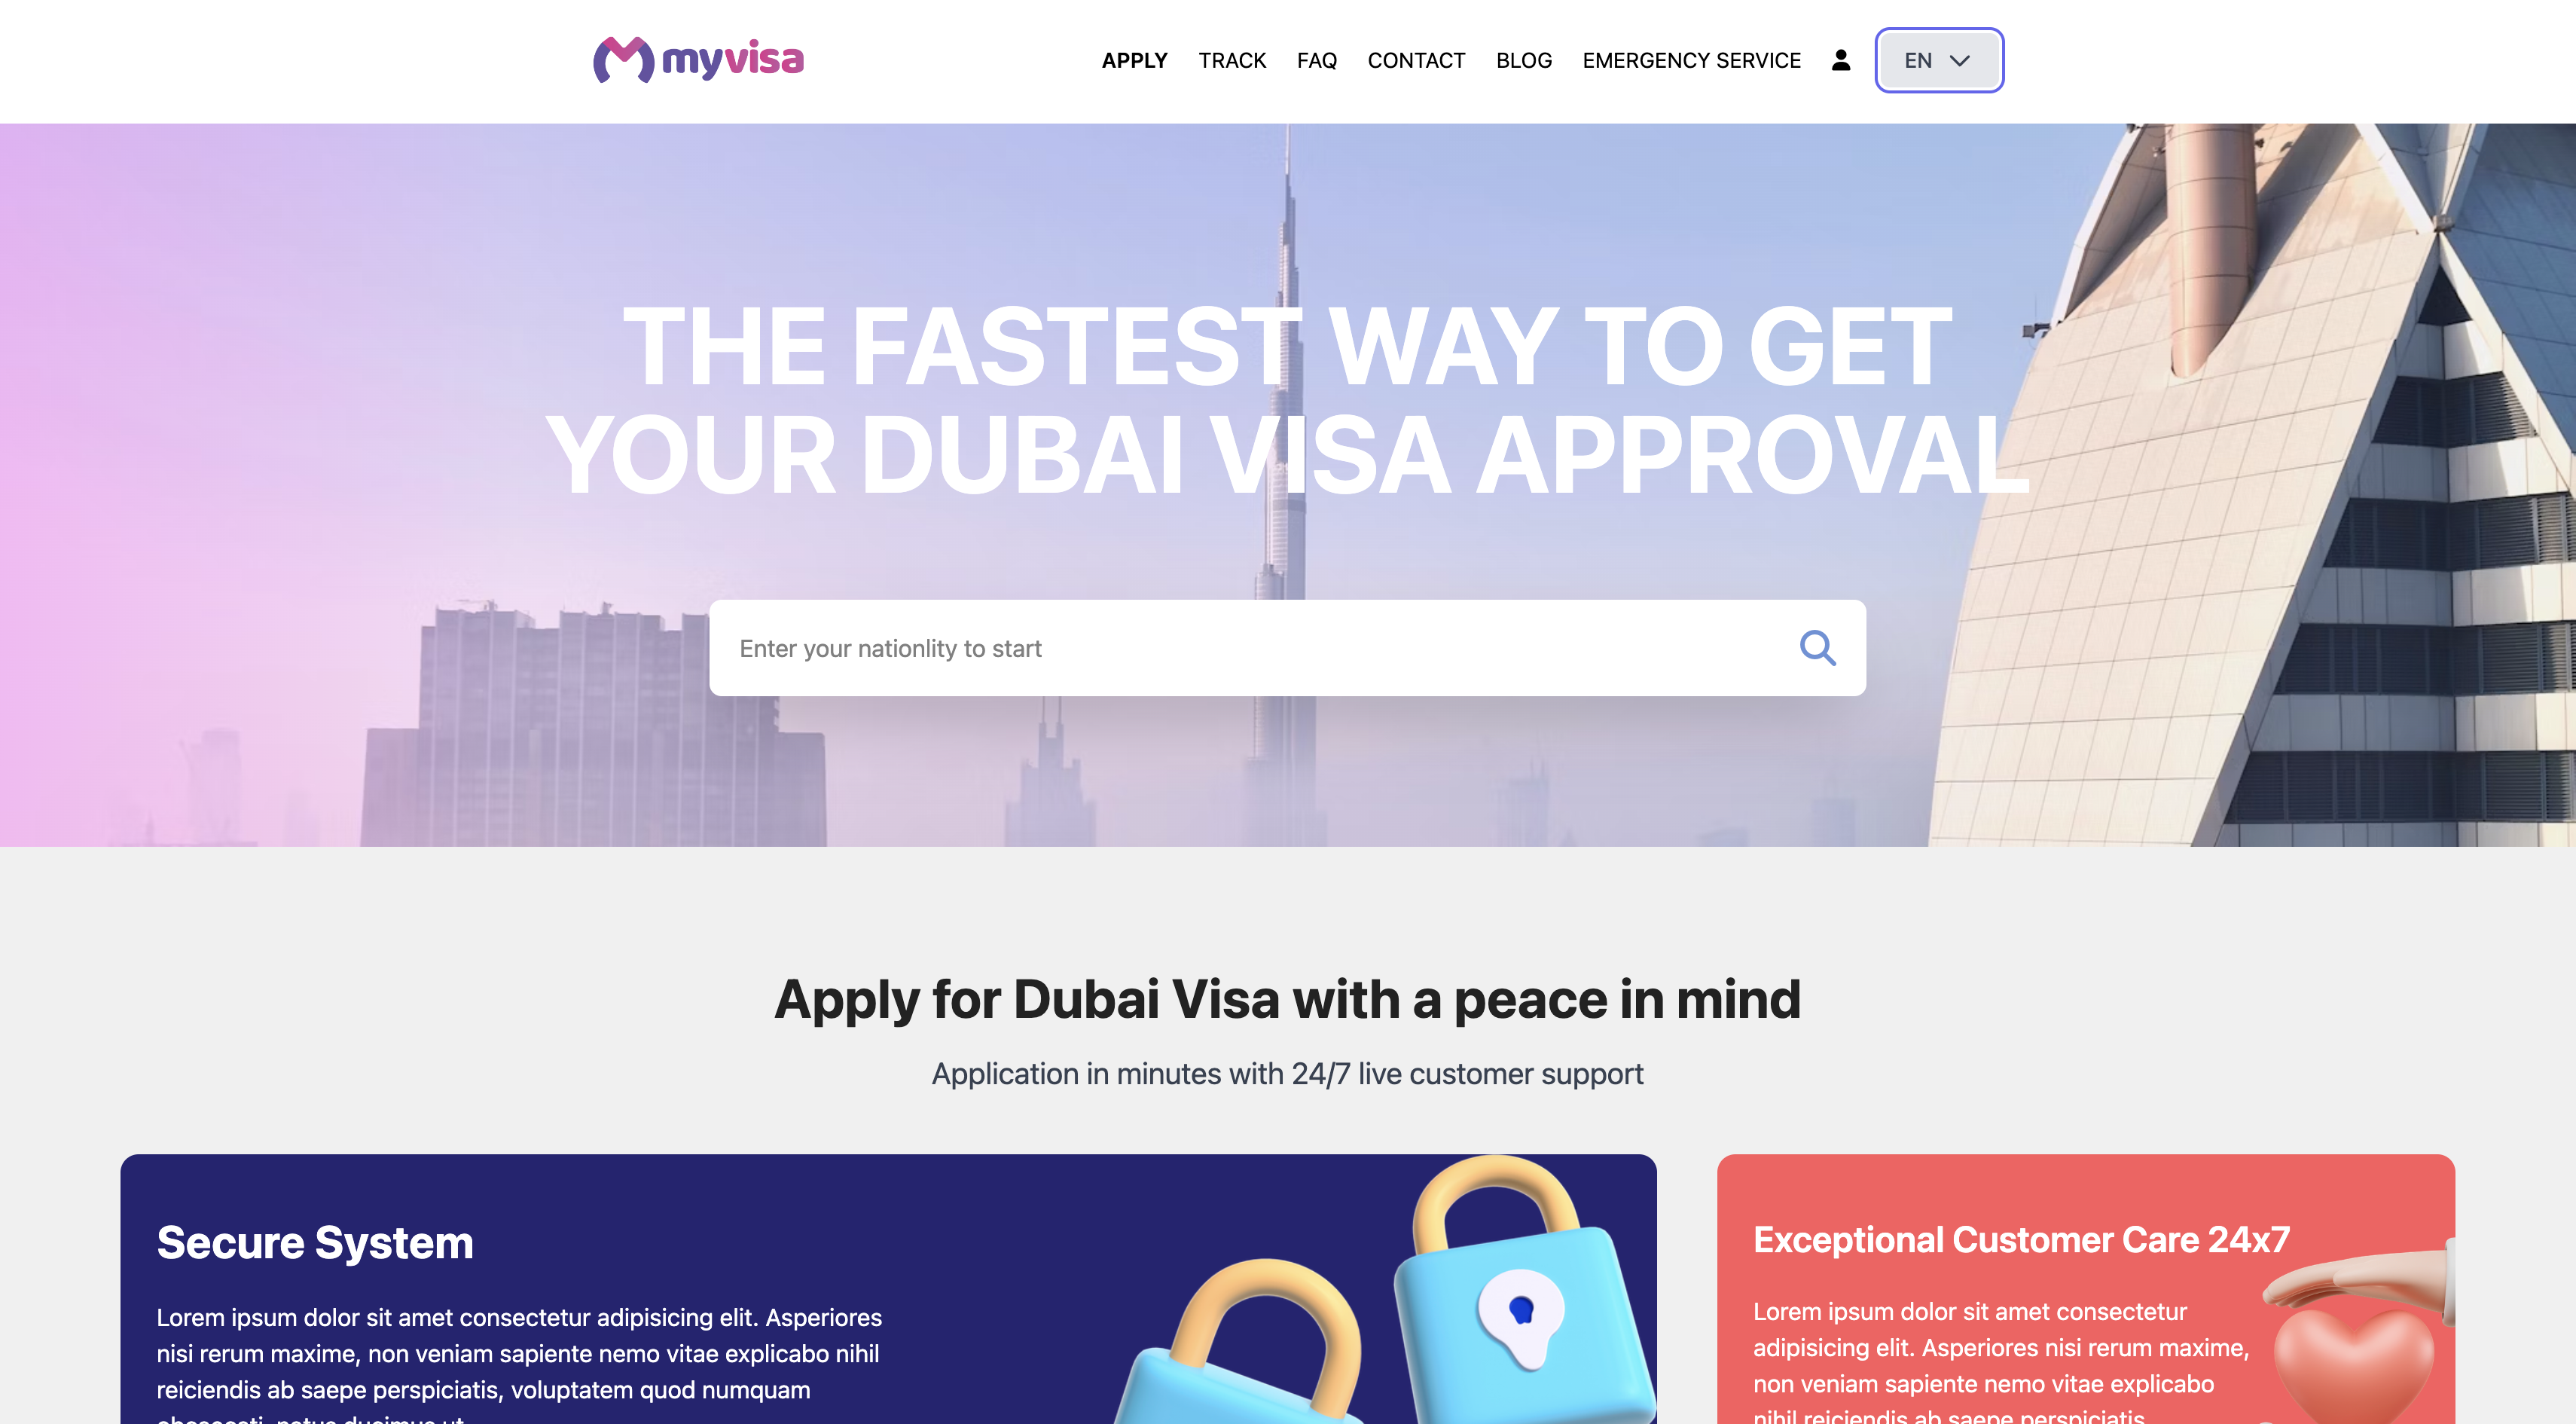 myvisa
APPLY TRACK FAQ CONTACT BLOG EMERGENCY SERVICE EN
THE FASTEST WAY TO GET
YOUR DUBAI VISA APPROVAL
Enter your nationlity to start
Apply for Dubai Visa with a peace in mind
Application in minutes with 24/7 live customer support
Secure System
Lorem ipsum dolor sit amet consectetur adipisicing elit. Asperiores
nisi rerum maxime, non veniam sapiente nemo vitae explicabo nihil
reiciendis ab saepe perspiciatis, voluptatem quod numquam
Exceptional Customer Care 24x7
Lorem ipsum dolor sit amet consectetur
adipisicing elit. Asperiores nisi rerum maxime,
non veniam sapiente nemo vitae explicabo
nihil reiciendis ab saepe perspiciatis